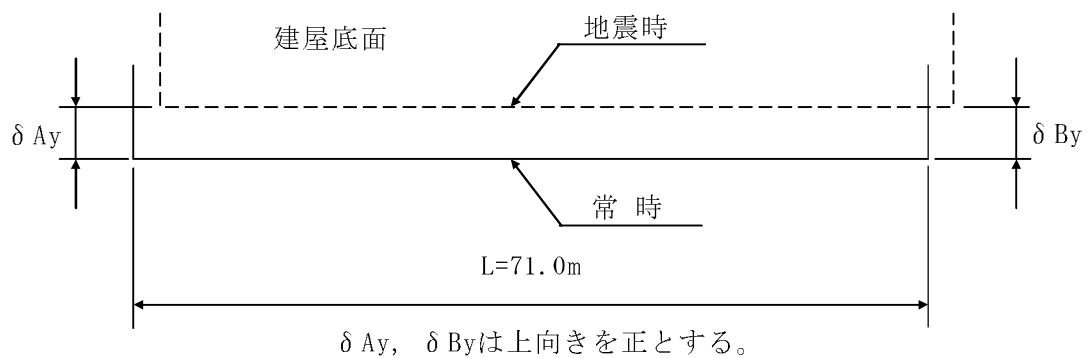 地震時
建屋底面
δAy
δBy
常 時
L=71.0m
δAy, δByは上向きを正とする。